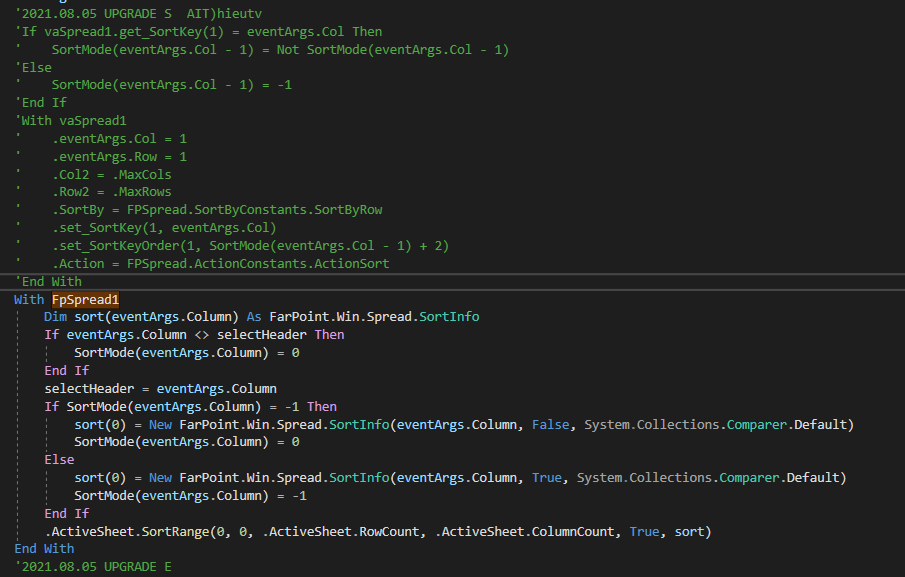 '2021.08.05 UPGRADE S  AIT)hieutv
'If vaSpread1.get_SortKey(1) = eventArgs.Col Then
'    SortMode(eventArgs.Col - 1) = Not SortMode(eventArgs.Col - 1)
'Else
'    SortMode(eventArgs.Col - 1) = -1
'End If
'With vaSpread1
'    .eventArgs.Col = 1
'    .eventArgs.Row = 1
'    .Col2 = .MaxCols
'    .Row2 = .MaxRows
'    .SortBy = FPSpread.SortByConstants.SortByRow
'    .set_SortKey(1, eventArgs.Col)
'    .set_SortKeyOrder(1, SortMode(eventArgs.Col - 1) + 2)
'    .Action = FPSpread.ActionConstants.ActionSort
'End With
With FpSpread1
    Dim sort(eventArgs.Column) As FarPoint.Win.Spread.SortInfo
    If eventArgs.Column <> selectHeader Then
        SortMode(eventArgs.Column) = 0
    End If
    selectHeader = eventArgs.Column
    If SortMode(eventArgs.Column) = -1 Then
        sort(0) = New FarPoint.Win.Spread.SortInfo(eventArgs.Column, False, System.Collections.Comparer.Default)
        SortMode(eventArgs.Column) = 0
    Else
        sort(0) = New FarPoint.Win.Spread.SortInfo(eventArgs.Column, True, System.Collections.Comparer.Default)
        SortMode(eventArgs.Column) = -1
    End If
    .ActiveSheet.SortRange(0, 0, .ActiveSheet.RowCount, .ActiveSheet.ColumnCount, True, sort)
End With
'2021.08.05 UPGRADE E